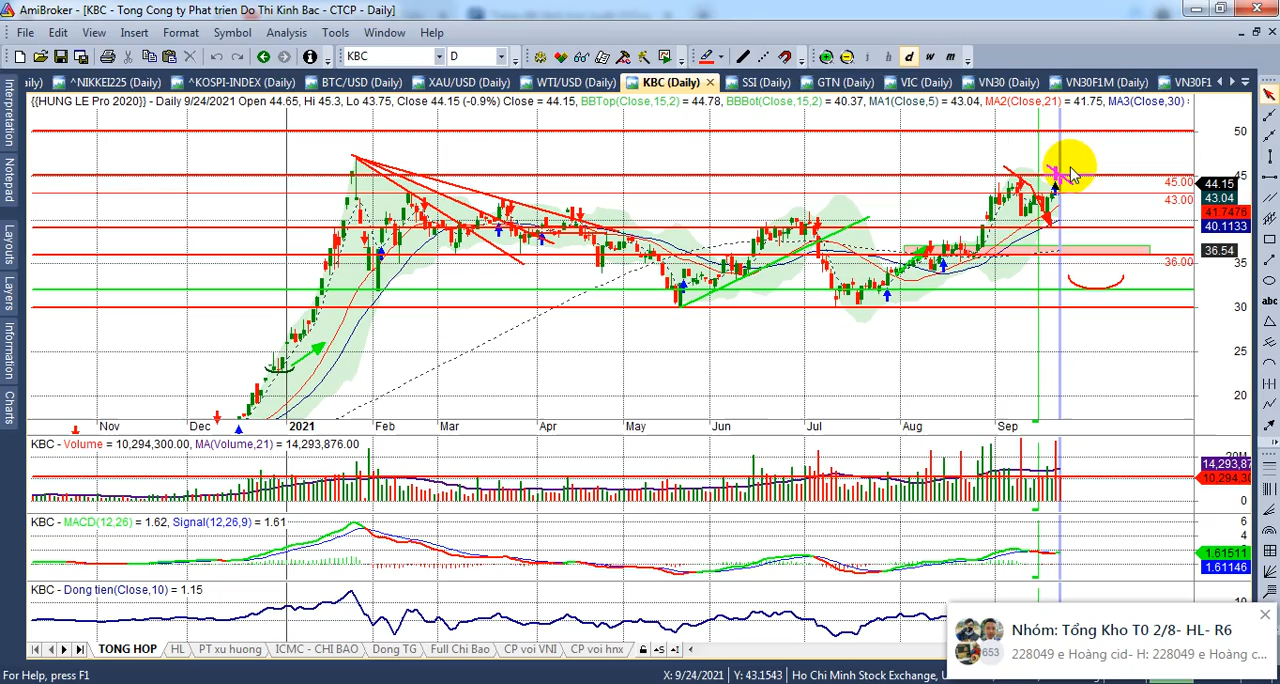 AmiBroker - [KBC - Tong Cong ty Phat trien Do Thi Kinh Bac - CTCP - Daily]
File Edit View Insert Format Symbol Analysis Tools Window Help
KBC D i h d w m
ily) ^NIKKEI225 (Daily) ^KOSPI-INDEX (Daily) BTC/USD (Daily) XAU/USD (Daily) WTI/USD (Daily) KBC (Daily) SSI (Daily) GTN (Daily) VIC (Daily) VN30 (Daily) VN30F1M (Daily) VN30F1
{{HUNG LE Pro 2020}} - Daily 9/24/2021 Open 44.65, Hi 45.3, Lo 43.75, Close 44.15 (-0.9%) Close = 44.15, BBTop(Close,15,2) = 44.78, BBBot(Close,15,2) = 40.37, MA1(Close,5) = 43.04, MA2(Close,21) = 41.75, MA3(Close,30)
Interpretation
Notepad
Layouts
Layers
Information
Charts
50
45
45.00
44.15
43.00
43.04
41.7476
40.1133
36.54
36.00
35
30
25
20
abc
Nov Dec 2021 Feb Mar Apr May Jun Jul Aug Sep
KBC - Volume = 10,294,300.00, MA(Volume,21) = 14,293,876.00
14,293,87
10,294,30
0
KBC - MACD(12,26) = 1.62, Signal(12,26,9) = 1.61
6
4
1.61511
1.61146
0
KBC - Dong tien(Close,10) = 1.15
10
TONG HOP HL PT xu huong ICMC - CHI BAO Dong TG Full Chi Bao CP voi VNI CP voi hnx
Nhóm: Tổng Kho T0 2/8- HL- R6
653
228049 e Hoàng cid- H: 228049 e Hoàng c...
For Help, press F1 X: 9/24/2021 Y: 43.1543 Ho Chi Minh Stock Exchange,